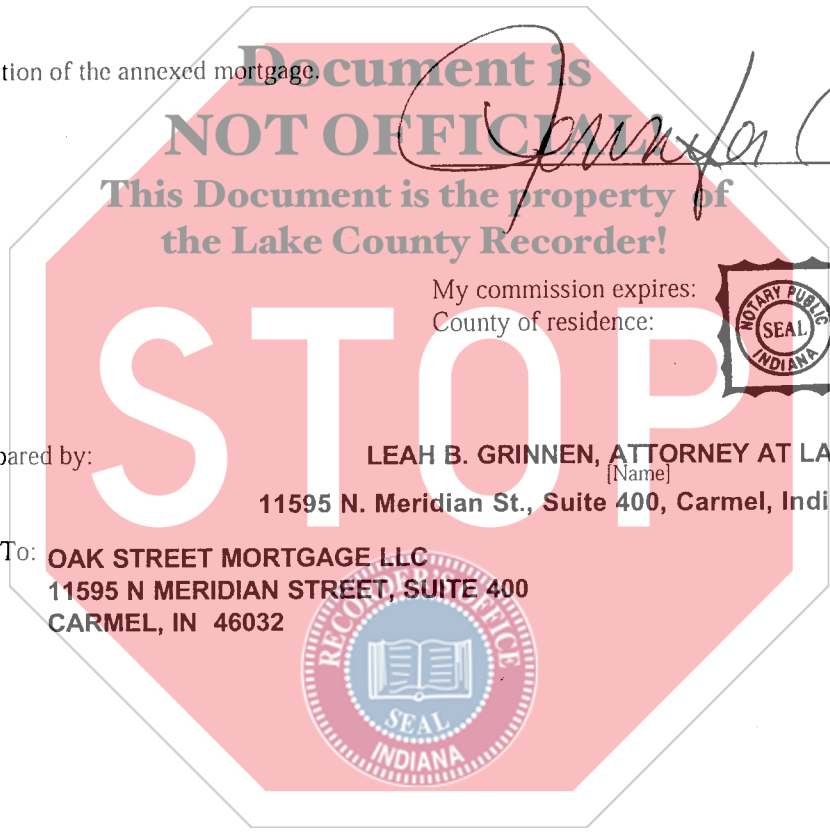 tion of the annexed mortgage.
Document is
NOT OFFICIAL
This Document is the property of
the Lake County Recorder!
Jennifer C
My commission expires:
County of residence:
NOTARY PUBLIC
SEAL
INDIANA
STOP
pared by:
LEAH B. GRINNEN, ATTORNEY AT LA
[Name]
11595 N. Meridian St., Suite 400, Carmel, Indi
To: OAK STREET MORTGAGE LLC
11595 N MERIDIAN STREET, SUITE 400
CARMEL, IN 46032
RECORDER'S OFFICE
SEAL
INDIANA